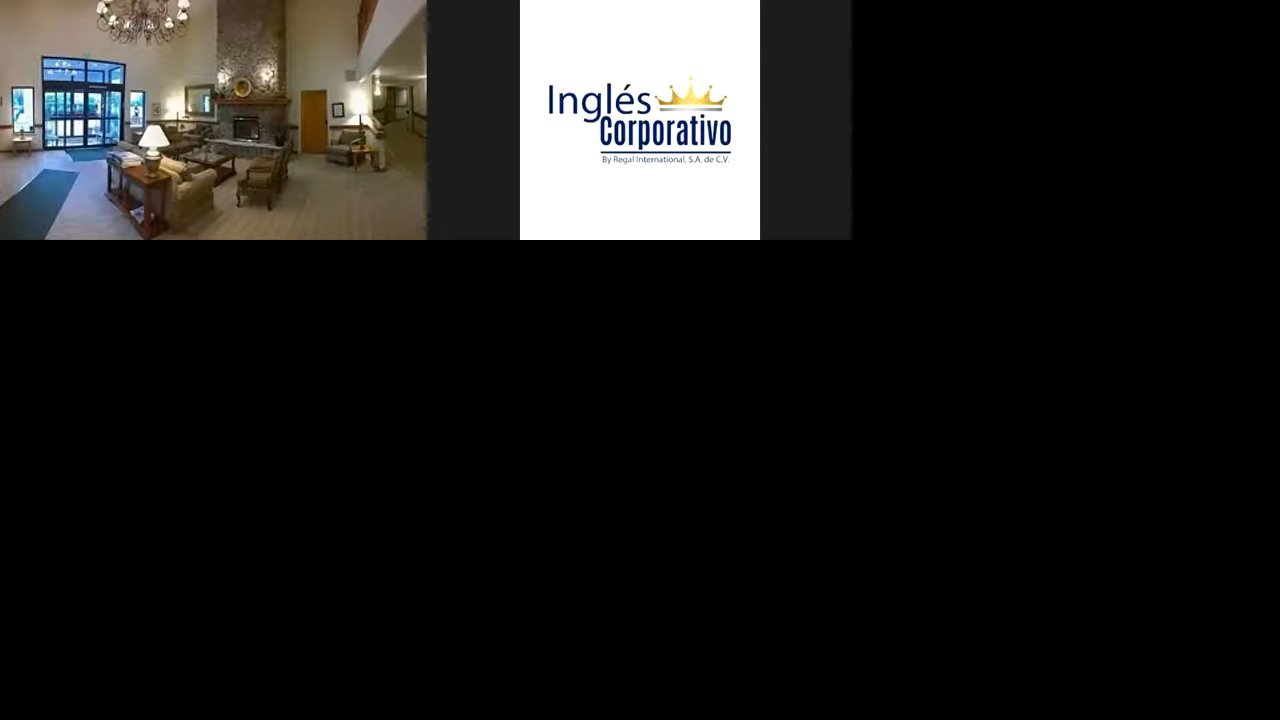 Inglés
Corporativo
By Regal International, S.A. de C.V.